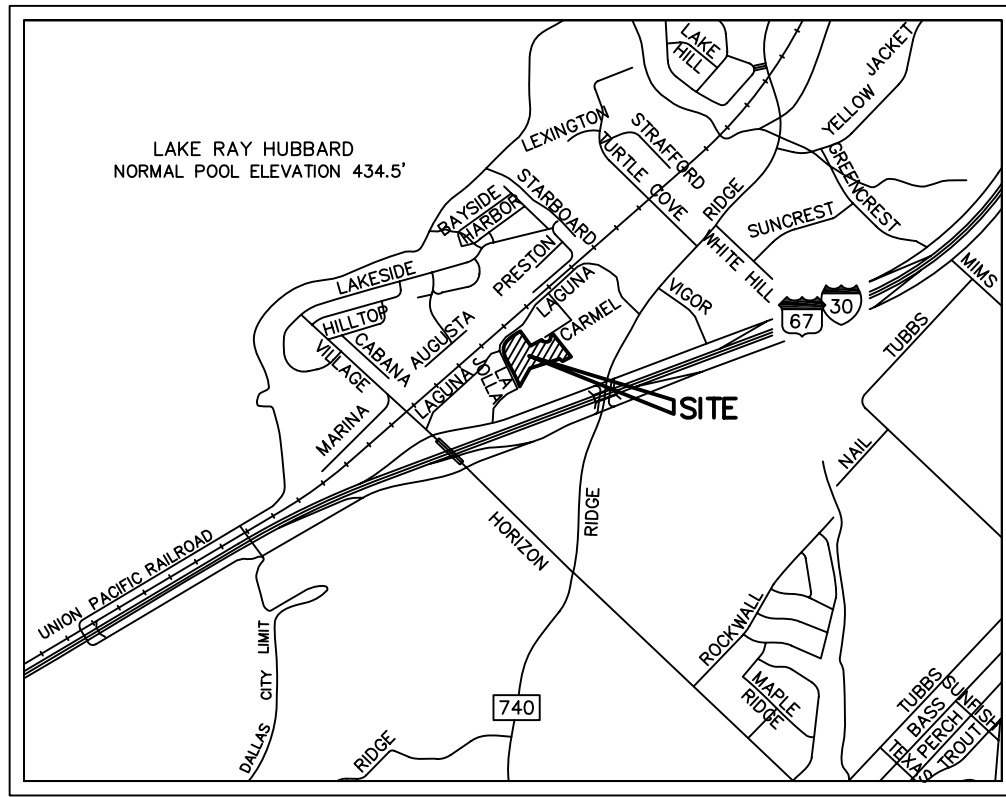 LAKE HILL
YELLOW JACKET
LEXINGTON
STRAFFORD
LAKE RAY HUBBARD
NORMAL POOL ELEVATION 434.5'
TURTLE COVE
GREENCREST
RIDGE
STARBOARD
BAYSIDE
HARBOR
SUNCREST
WHITE HILL
MIMS
LAKESIDE
PRESTON
LAGUNA
VIGOR
HILLTOP
CABANA
VILLAGE
AUGUSTA
CARMEL
67
30
TUBBS
LAGUNA
LA JOLLA
SITE
MARINA
NAIL
RIDGE
HORIZON
UNION PACIFIC RAILROAD
DALLAS CITY LIMIT
ROCKWALL
MAPLE RIDGE
740
RIDGE
TUBBS
BASS
SUNFISH
PERCH
TROUT
TEXAS